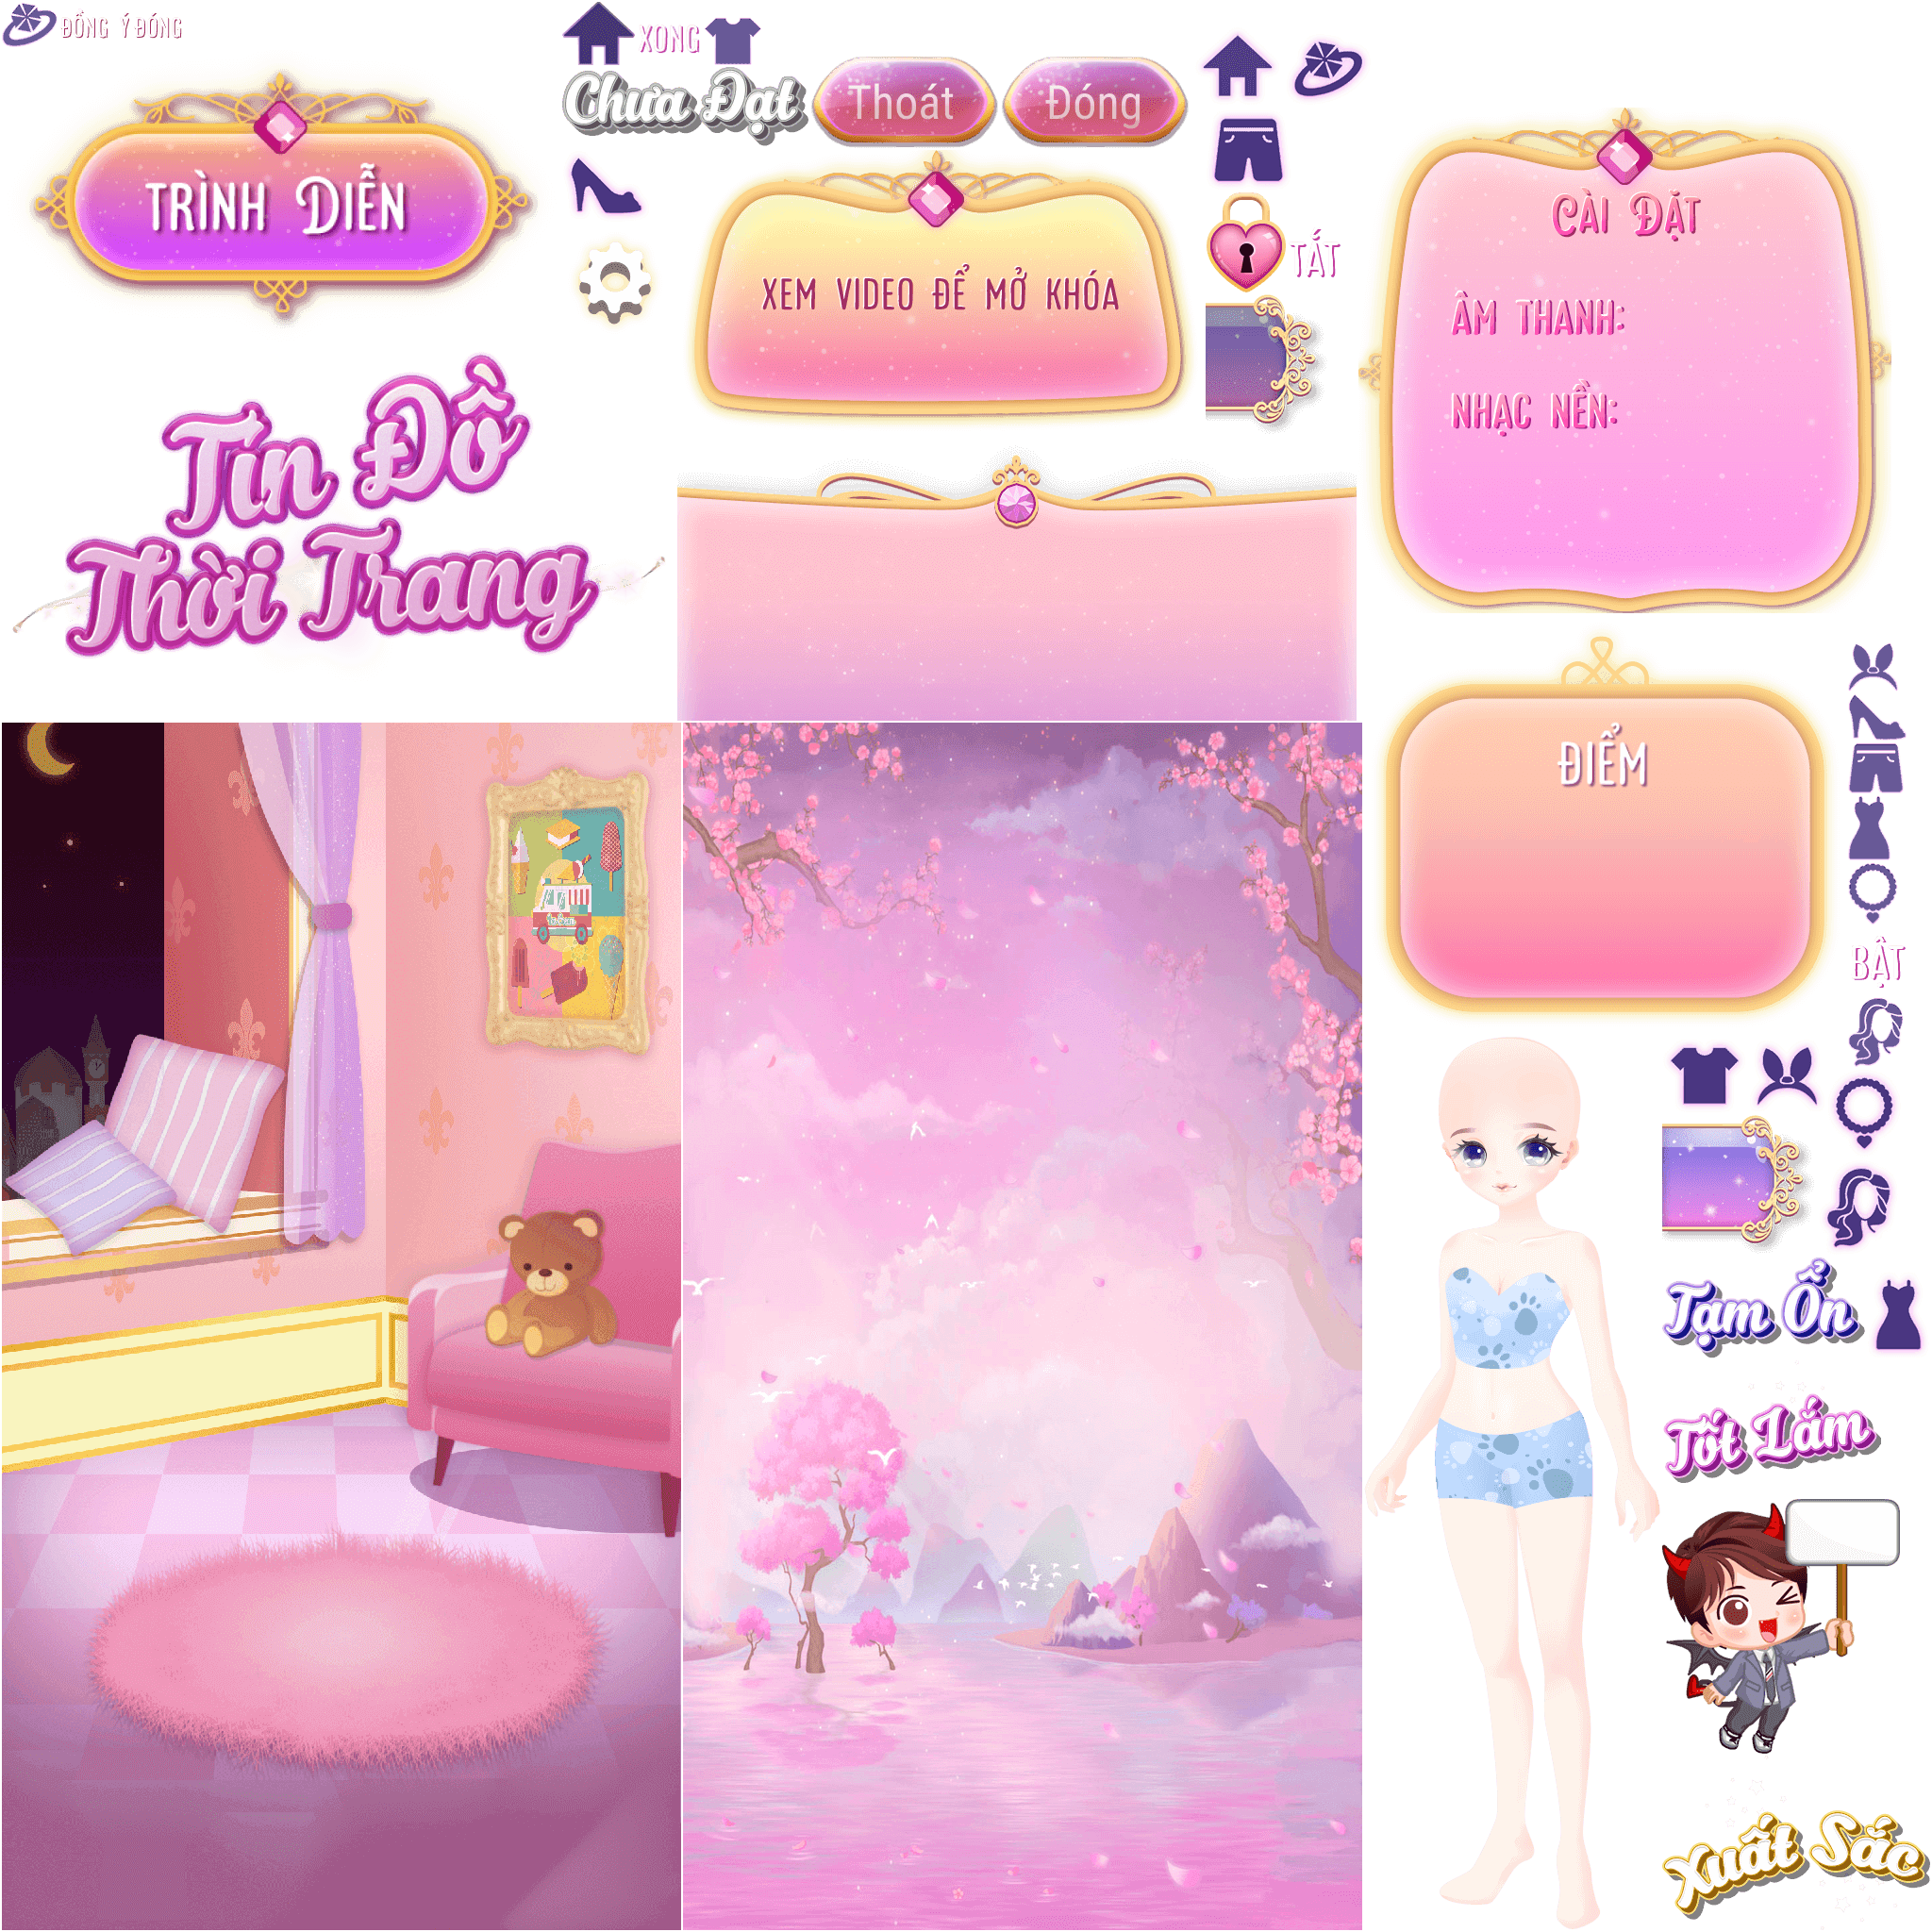 ĐỒNG Ý ĐÓNG
XONG
Chưa Đạt
Thoát
Đóng
TRÌNH DIỄN
XEM VIDEO ĐỂ MỞ KHÓA
TẮT
CÀI ĐẶT
ÂM THANH:
NHẠC NỀN:
Tín Đồ
Thời Trang
ĐIỂM
BẬT
Tạm Ổn
Tốt Lắm
Xuất Sắc